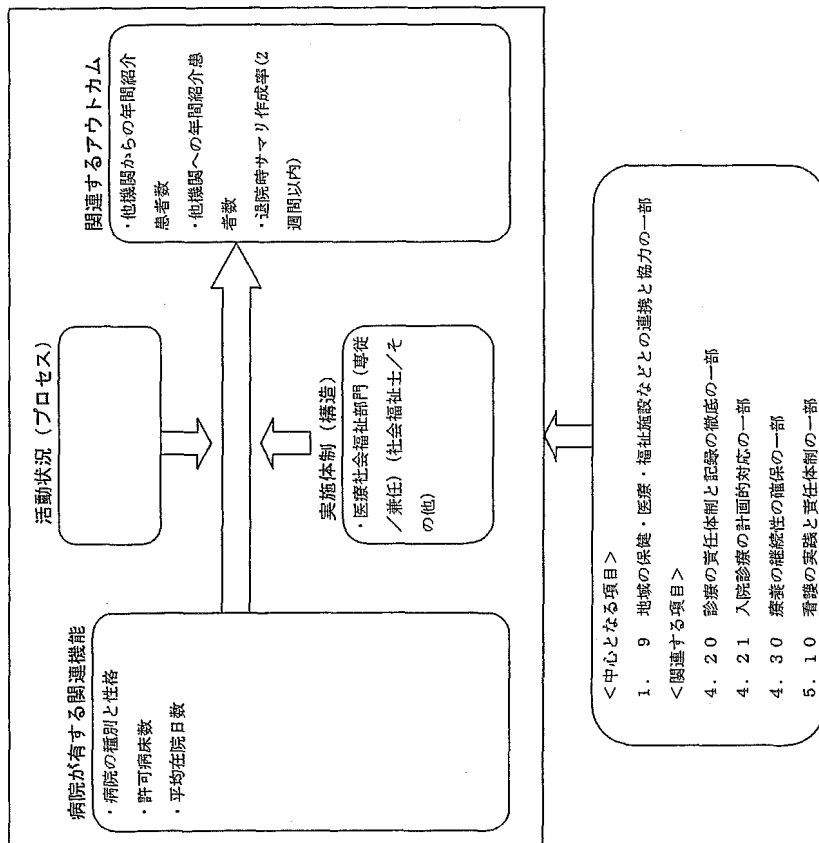 病院が有する関連機能
・病院の種別と性格
・許可病床数
・平均在院日数
活動状況（プロセス）
実施体制（構造）
・医療社会福祉部門（専従
／兼任）（社会福祉士／そ
の他）
関連するアウトカム
・他機関からの年間紹介
患者数
・他機関への年間紹介患
者数
・退院時サマリ作成率(2
週間以内)
＜中心となる項目＞
１．９ 地域の保健・医療・福祉施設などとの連携と協力の一部
＜関連する項目＞
４．２０ 診療の責任体制と記録の徹底の一部
４．２１ 入院診療の計画的対応の一部
４．３０ 療養の継続性の確保の一部
５．１０ 看護の実践と責任体制の一部